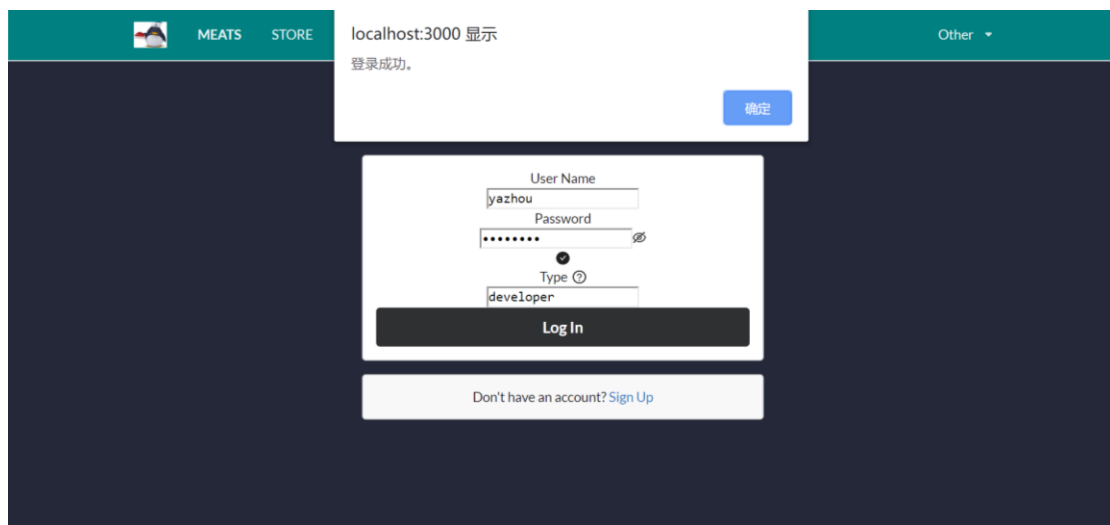 MEATS STORE Other
localhost:3000 显示
登录成功。
确定
User Name
yazhou
Password
••••••••
Type
developer
Log In
Don't have an account? Sign Up